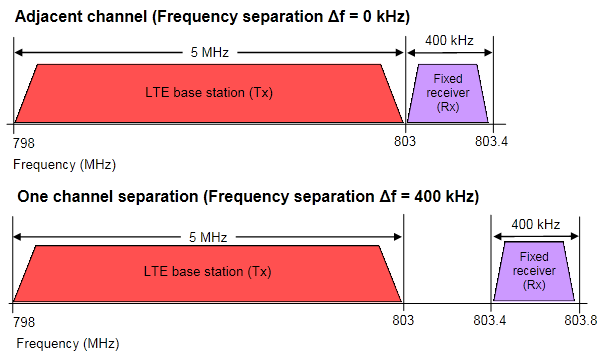 Adjacent channel (Frequency separation Δf = 0 kHz)
5 MHz
400 kHz
LTE base station (Tx)
Fixed
receiver
(Rx)
798
803
803.4
Frequency (MHz)
One channel separation (Frequency separation Δf = 400 kHz)
5 MHz
400 kHz
LTE base station (Tx)
Fixed
receiver
(Rx)
798
803
803.4
803.8
Frequency (MHz)